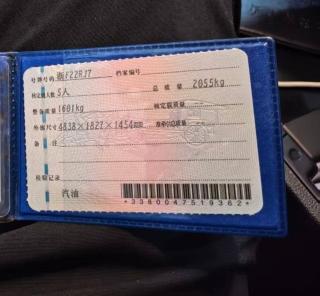 号牌号码 浙F22RJ7 档案编号
核定载人数 5人 总质量 2055kg
整备质量 1601kg 核定载质量
外廓尺寸 4838×1827×1454mm 准牵引总质量
备注
检验记录
汽油
*3380047519362*